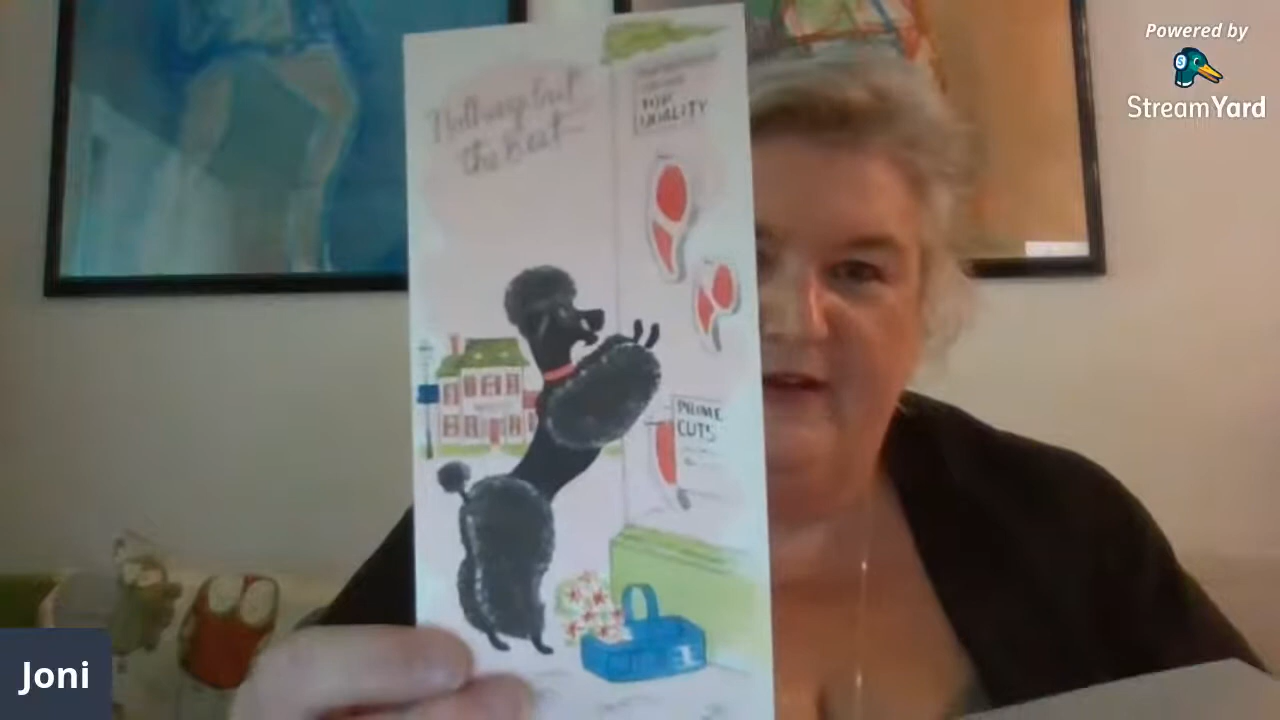 Powered by
StreamYard
Nothing but
the Best
TOP
QUALITY
PRIME
CUTS
Joni